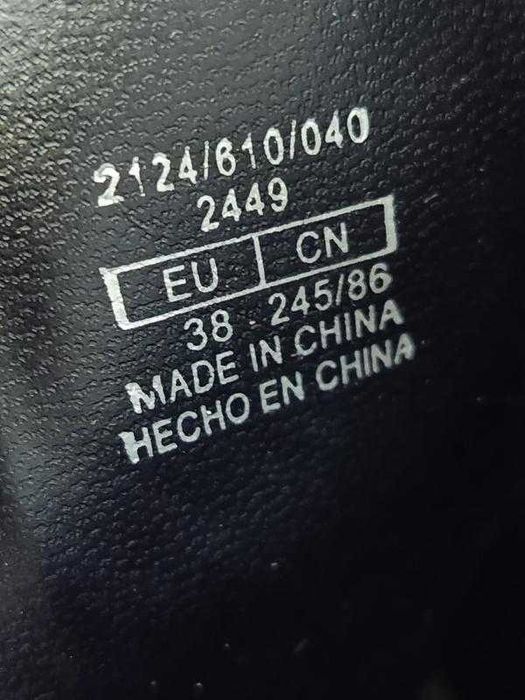 2124/610/040
2449
EU CN
38 245/86
MADE IN CHINA
HECHO EN CHINA